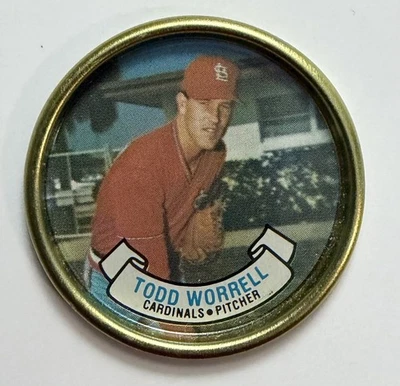 TODD WORRELL
CARDINALS • PITCHER